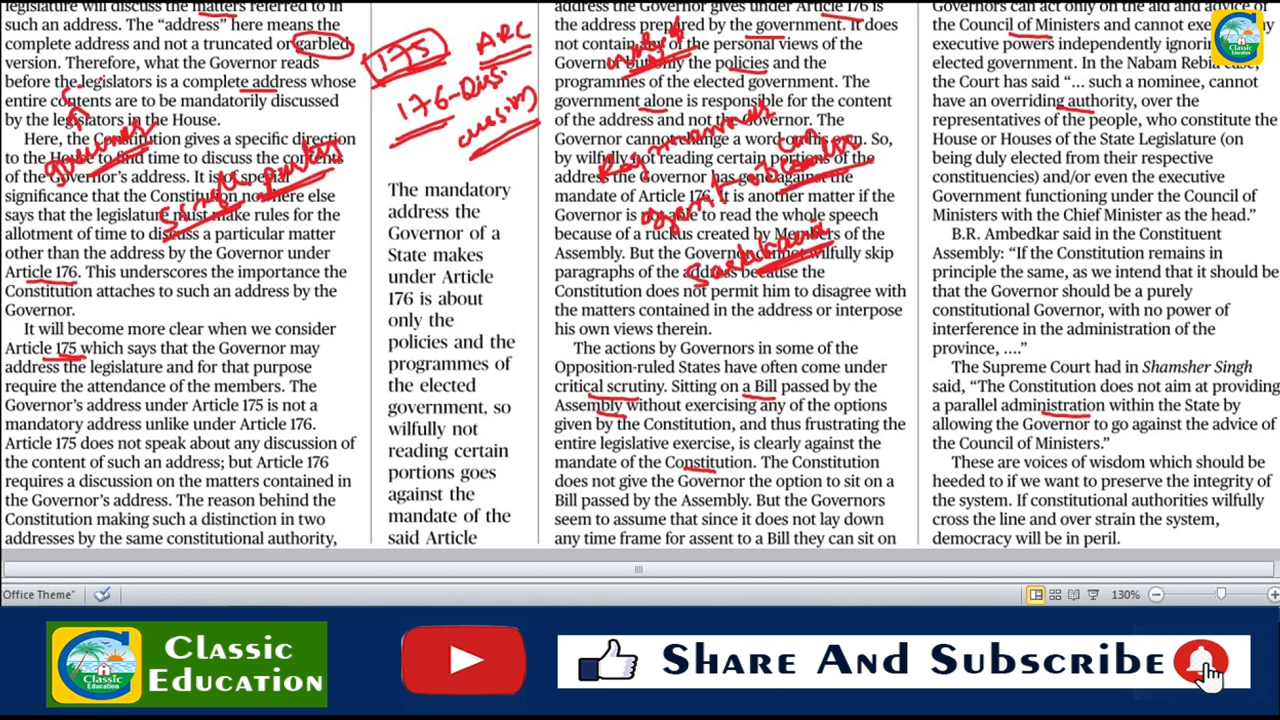 legislature will discuss the matters referred to in
such an address. The “address” here means the
complete address and not a truncated or garbled
version. Therefore, what the Governor reads
before the legislators is a complete address whose
entire contents are to be mandatorily discussed
by the legislators in the House.
Here, the Constitution gives a specific direction
to the House to find time to discuss the contents
of the Governor’s address. It is of special
significance that the Constitution nowhere else
says that the legislature must make rules for the
allotment of time to discuss a particular matter
other than the address by the Governor under
Article 176. This underscores the importance the
Constitution attaches to such an address by the
Governor.
It will become more clear when we consider
Article 175 which says that the Governor may
address the legislature and for that purpose
require the attendance of the members. The
Governor’s address under Article 175 is not a
mandatory address unlike under Article 176.
Article 175 does not speak about any discussion of
the content of such an address; but Article 176
requires a discussion on the matters contained in
the Governor’s address. The reason behind the
Constitution making such a distinction in two
addresses by the same constitutional authority,
175
ARC
176-Dis
cussion
The mandatory
address the
Governor of a
State makes
under Article
176 is about
only the
policies and the
programmes of
the elected
government, so
wilfully not
reading certain
portions goes
against the
mandate of the
said Article
address the Governor gives under Article 176 is
the address prepared by the government. It does
not contain any of the personal views of the
Governor but only the policies and the
programmes of the elected government. The
government alone is responsible for the content
of the address and not the Governor. The
Governor cannot change a word on his own. So,
by wilfully not reading certain portions of the
address the Governor has gone against the
mandate of Article 176. It is another matter if the
Governor is not able to read the whole speech
because of a ruckus created by Members of the
Assembly. But the Governor cannot wilfully skip
paragraphs of the address because the
Constitution does not permit him to disagree with
the matters contained in the address or interpose
his own views therein.
The actions by Governors in some of the
Opposition-ruled States have often come under
critical scrutiny. Sitting on a Bill passed by the
Assembly without exercising any of the options
given by the Constitution, and thus frustrating the
entire legislative exercise, is clearly against the
mandate of the Constitution. The Constitution
does not give the Governor the option to sit on a
Bill passed by the Assembly. But the Governors
seem to assume that since it does not lay down
any time frame for assent to a Bill they can sit on
Governors can act only on the aid and advice of
the Council of Ministers and cannot
executive powers independently ignoring
elected government. In the Nabam Rebia case,
the Court has said “... such a nominee, cannot
have an overriding authority, over the
representatives of the people, who constitute the
House or Houses of the State Legislature (on
being duly elected from their respective
constituencies) and/or even the executive
Government functioning under the Council of
Ministers with the Chief Minister as the head.”
B.R. Ambedkar said in the Constituent
Assembly: “If the Constitution remains in
principle the same, as we intend that it should be
that the Governor should be a purely
constitutional Governor, with no power of
interference in the administration of the
province, ....”
The Supreme Court had in Shamsher Singh
said, “The Constitution does not aim at providing
a parallel administration within the State by
allowing the Governor to go against the advice of
the Council of Ministers.”
These are voices of wisdom which should be
heeded to if we want to preserve the integrity of
the system. If constitutional authorities wilfully
cross the line and over strain the system,
democracy will be in peril.
Classic
Education
Office Theme"
130%
Classic
Education
Classic
Education
Share And Subscribe